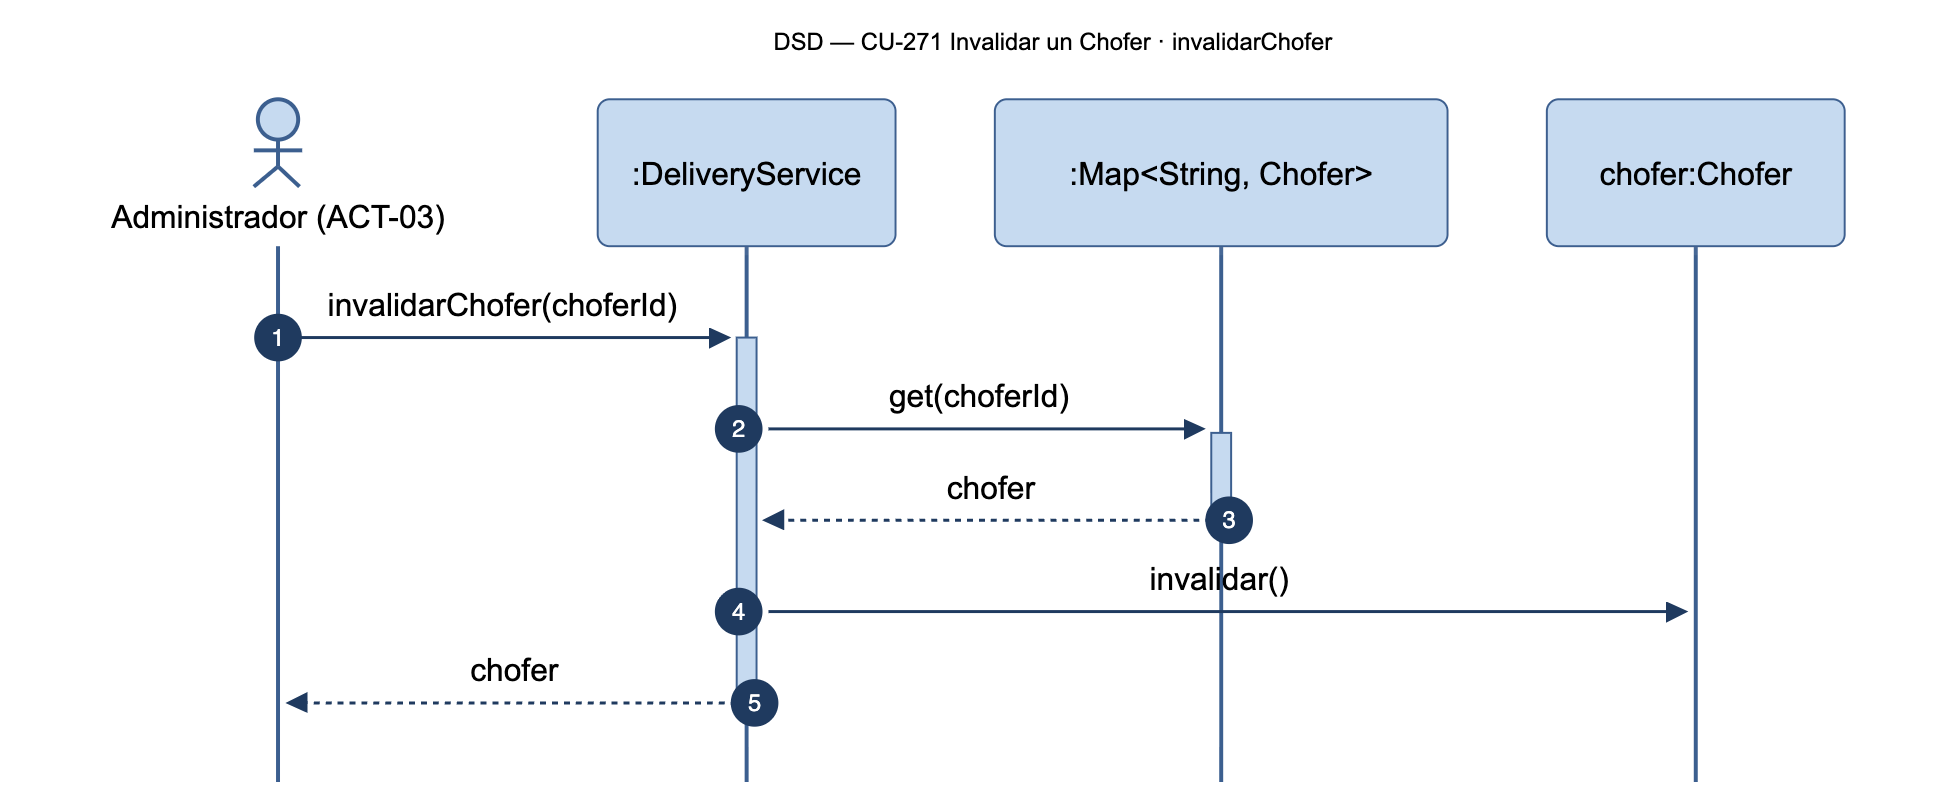 DSD — CU-271 Invalidar un Chofer · invalidarChofer
Administrador (ACT-03)
:DeliveryService
:Map<String, Chofer>
chofer:Chofer
invalidarChofer(choferId)
1
get(choferId)
2
chofer
3
invalidar()
4
chofer
5